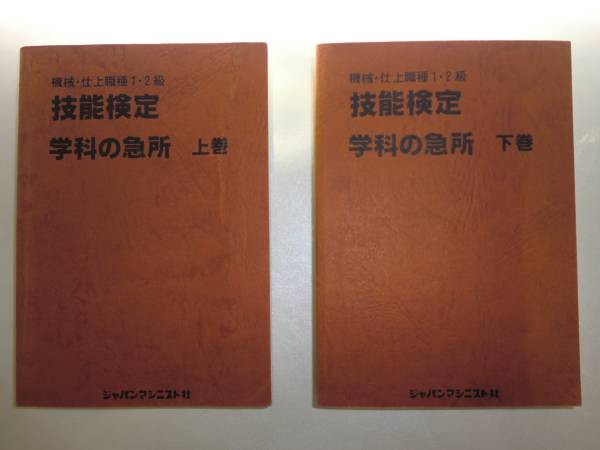 機械・仕上職種1・2級
技能検定
学科の急所 上巻
ジャパンマシニスト社
機械・仕上職種1・2級
技能検定
学科の急所 下巻
ジャパンマシニスト社